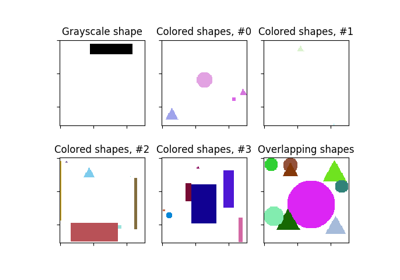 Grayscale shape
Colored shapes, #0
Colored shapes, #1
Colored shapes, #2
Colored shapes, #3
Overlapping shapes